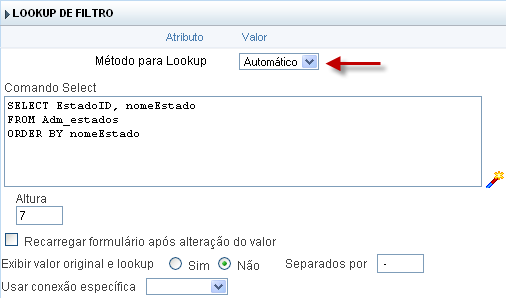 LOOKUP DE FILTRO
Atributo Valor
Método para Lookup Automático
Comando Select
SELECT EstadoID, nomeEstado
FROM Adm_estados
ORDER BY nomeEstado
Altura
7
Recarregar formulário após alteração do valor
Exibir valor original e lookup Sim Não Separados por -
Usar conexão específica